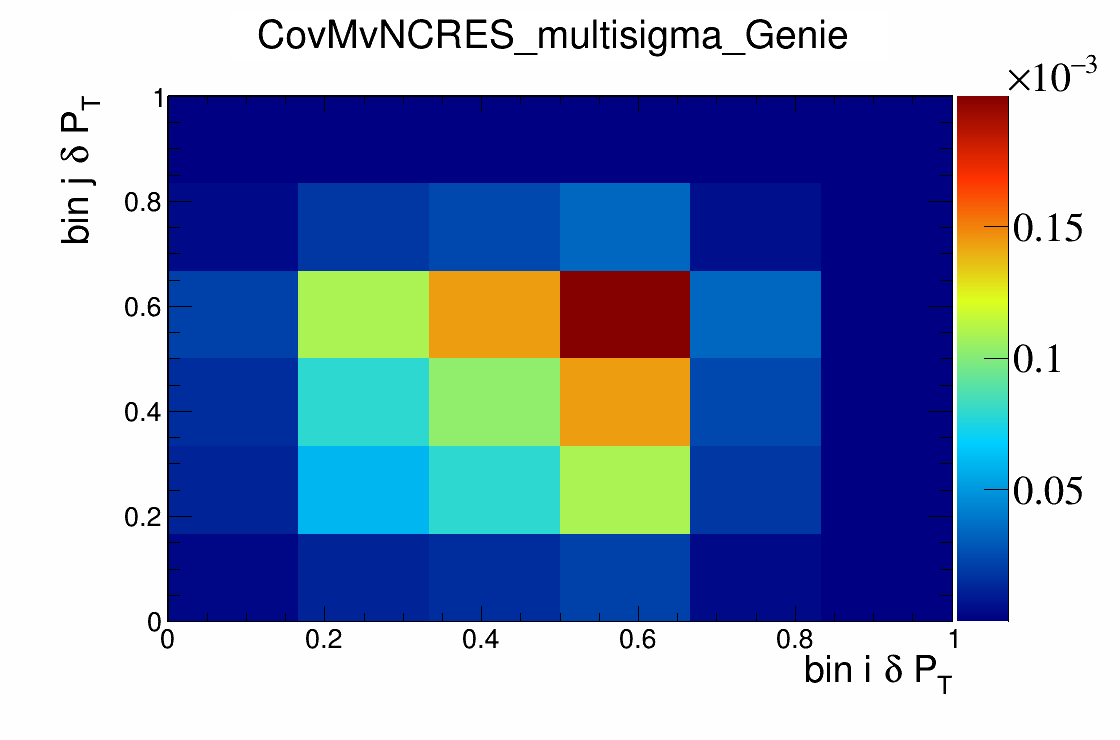 CovMvNCRES_multisigma_Genie
×10⁻³
bin j δ P_T
1
0.8
0.6
0.4
0.2
0
0 0.2 0.4 0.6 0.8 1
bin i δ P_T
0.15
0.1
0.05